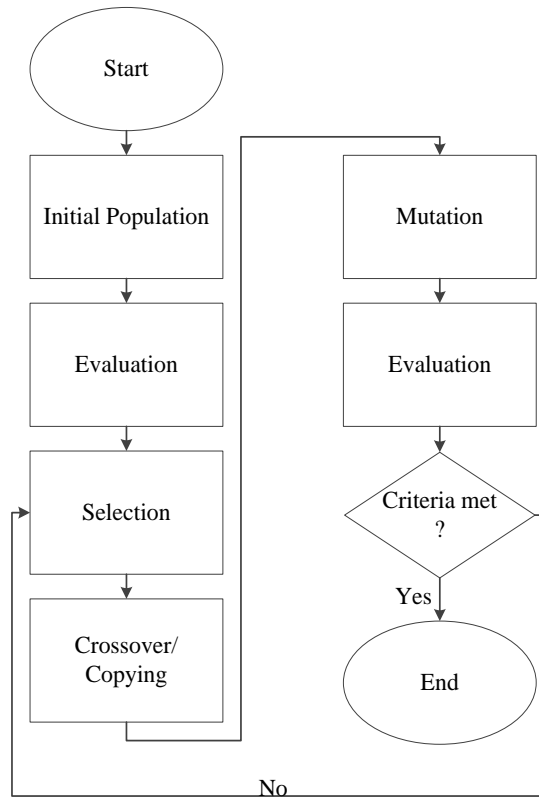 Start
Initial Population
Evaluation
Selection
Crossover/
Copying
Mutation
Evaluation
Criteria met
?
Yes
End
No